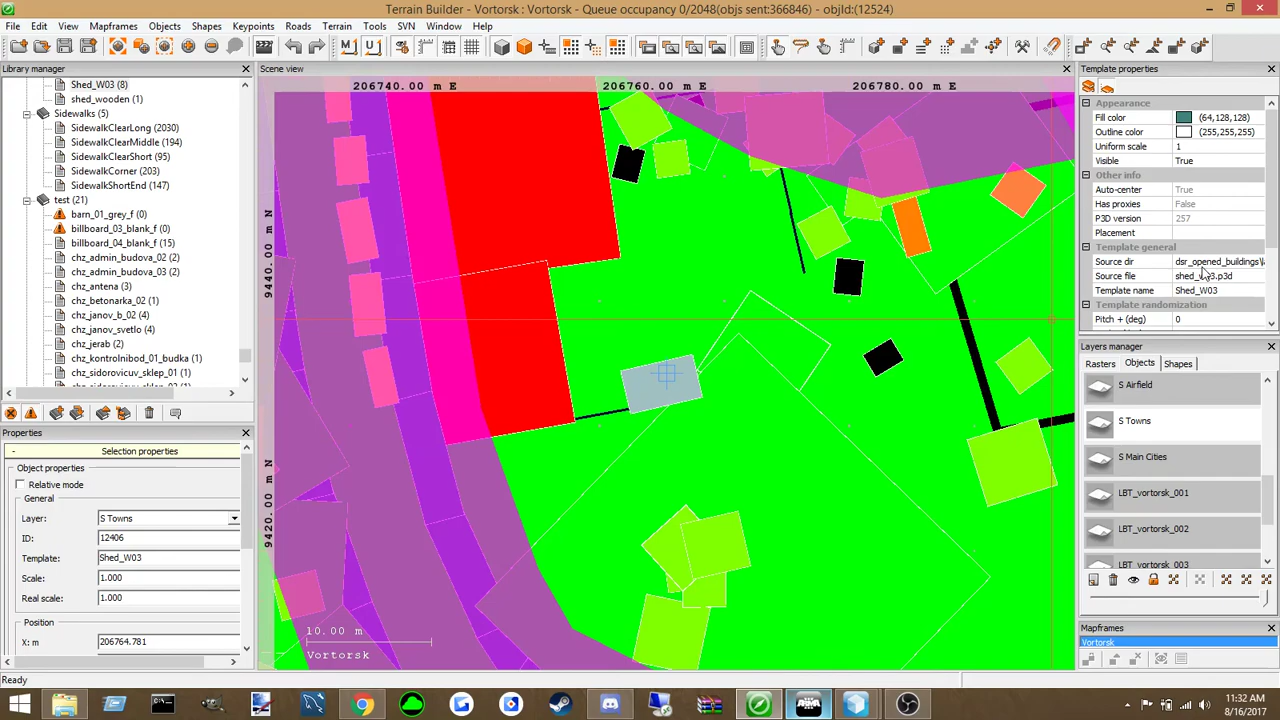 Terrain Builder - Vortorsk : Vortorsk - Queue occupancy 0/2048(objs sent:366846) - objId:(12524)
File Edit View Mapframes Objects Shapes Keypoints Roads Terrain Tools SVN Window Help
Library manager
Shed_W03 (8)
shed_wooden (1)
Sidewalks (513)
SidewalkClearLong (2030)
SidewalkClearMiddle (194)
SidewalkClearShort (95)
SidewalkCorner (203)
SidewalkShortEnd (147)
test (21)
barn_01_grey_f (0)
billboard_03_blank_f (0)
billboard_04_blank_f (15)
chz_admin_budova_02 (2)
chz_admin_budova_03 (2)
chz_antena (3)
chz_betonarka_02 (1)
chz_janov_b_02 (4)
chz_janov_svetlo (4)
chz_jerab (2)
chz_kontrolnibod_01_budka (1)
chz_sidorovicuv_sklep_01 (1)
Properties
- Selection properties
Object properties
Relative mode
General
Layer: S Towns
ID: 12406
Template: Shed_W03
Scale: 1.000
Real scale: 1.000
Position
X: m 206764.781
Scene view
206740.00 m E 206760.00 m E 206780.00 m E
9440.00 m N
9420.00 m N
10.00 m
Vortorsk
Template properties
Appearance
Fill color (64,128,128)
Outline color (255,255,255)
Uniform scale 1
Visible True
Other info
Auto-center True
Has proxies False
P3D version 257
Placement
Template general
Source dir dsr_opened_buildings\
Source file
Template name Shed_W03
Template randomization
Pitch + (deg) 0
Layers manager
Rasters Objects Shapes
S Airfield
S Towns
S Main Cities
LBT_vortorsk_001
LBT_vortorsk_002
LBT_vortorsk_003
Mapframes
Vortorsk
Ready
11:32 AM
8/16/2017